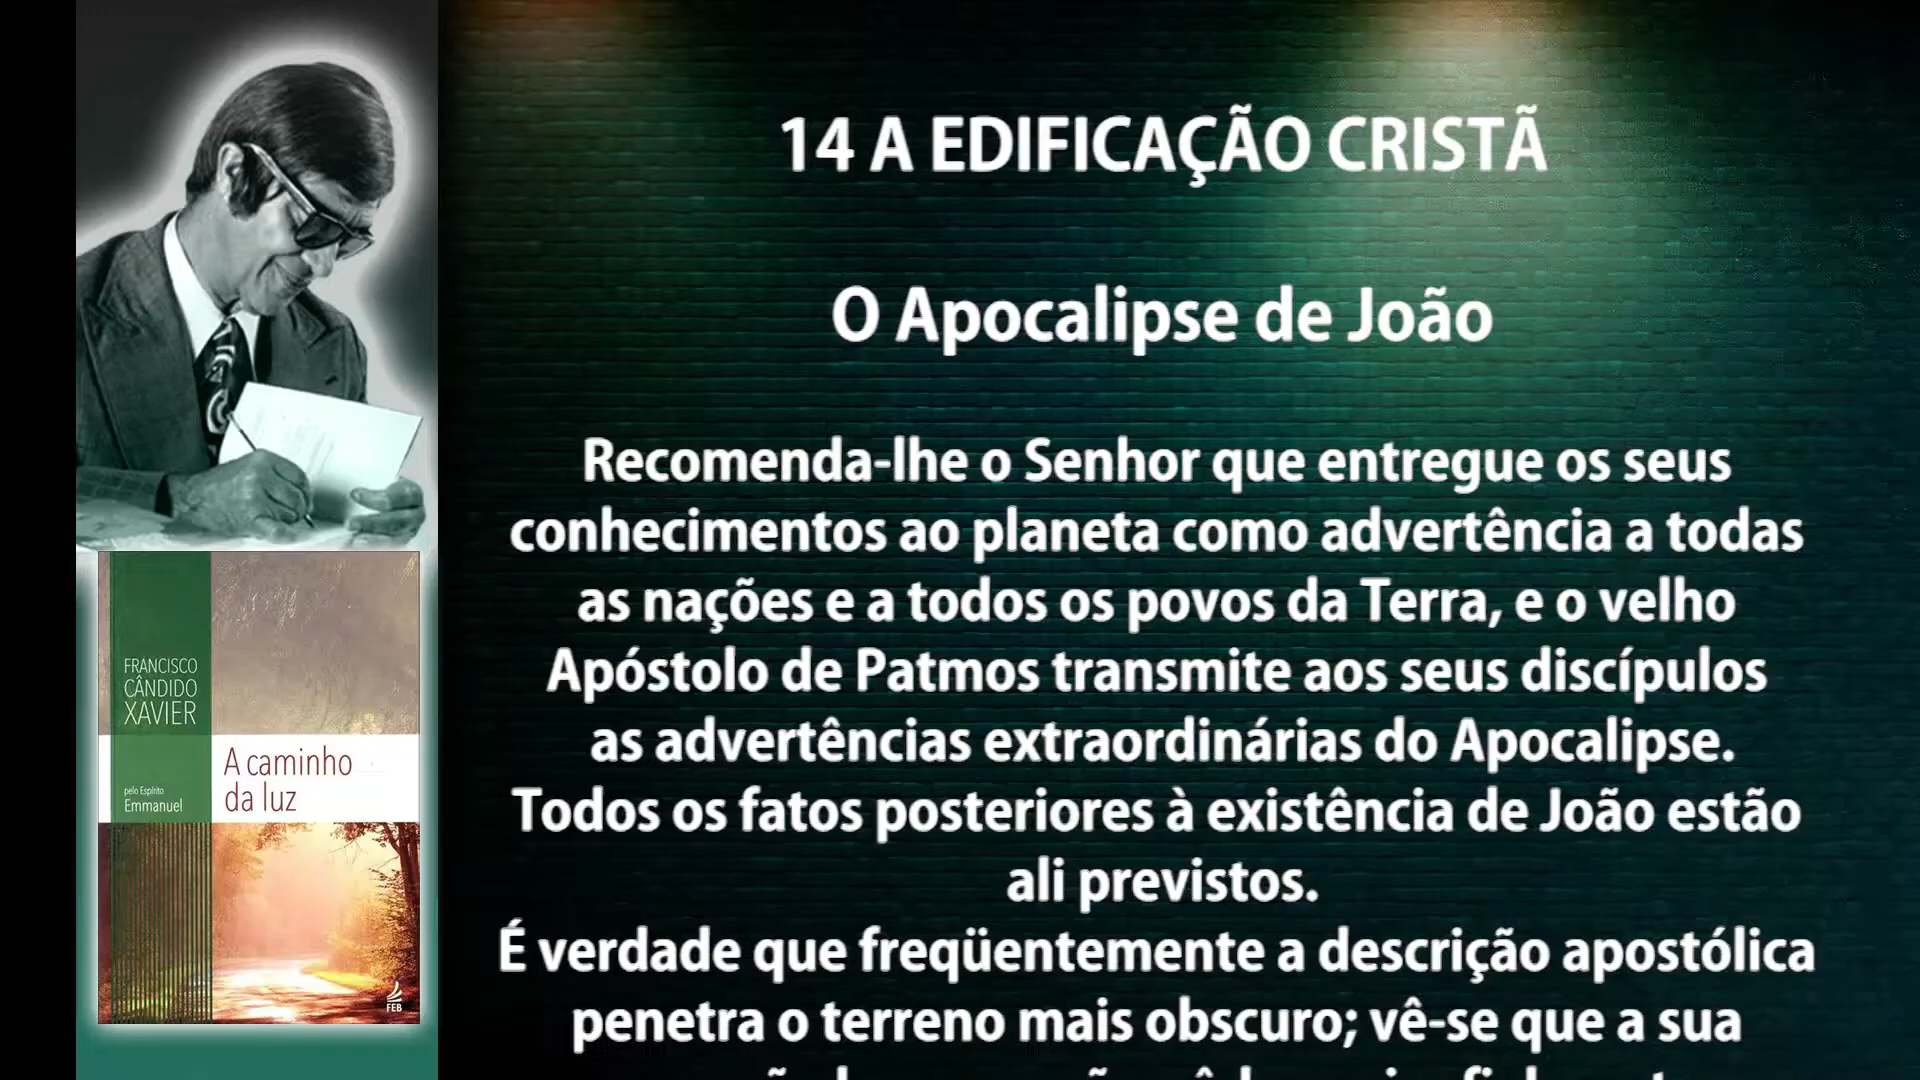 14 A EDIFICAÇÃO CRISTÃ
O Apocalipse de João
Recomenda-lhe o Senhor que entregue os seus
conhecimentos ao planeta como advertência a todas
as nações e a todos os povos da Terra, e o velho
Apóstolo de Patmos transmite aos seus discípulos
as advertências extraordinárias do Apocalipse.
Todos os fatos posteriores à existência de João estão
ali previstos.
É verdade que freqüentemente a descrição apostólica
penetra o terreno mais obscuro; vê-se que a sua
FRANCISCO
CÂNDIDO
XAVIER
A caminho
da luz
pelo Espírito
Emmanuel
FEB